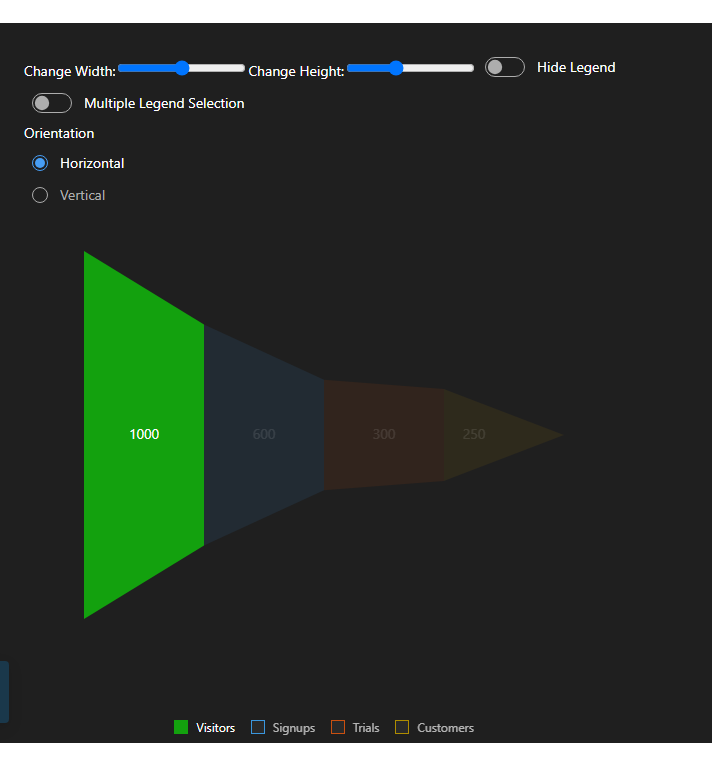 Change Width: Change Height: Hide Legend
Multiple Legend Selection
Orientation
Horizontal
Vertical
1000 600 300 250
Visitors Signups Trials Customers